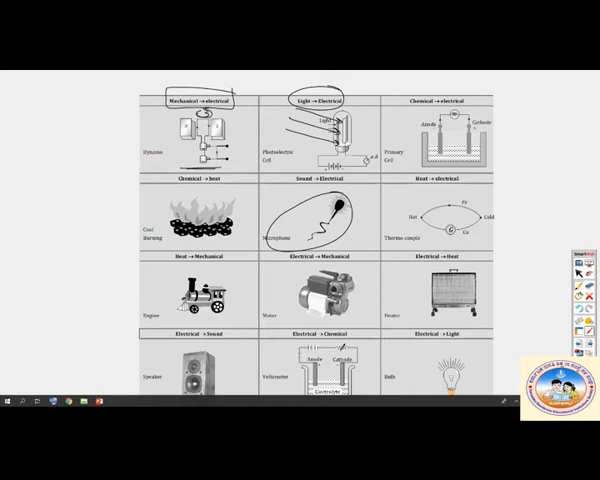 Mechanical → electrical
Light → Electrical
Chemical → electrical
N
S
Dynamo
Light
Photoelectric
Cell
Anode
Cathode
+
Primary
Cell
Chemical → heat
Sound → Electrical
Heat → electrical
Coal
Burning
Microphone
Fe
Hot
Cold
G
Cu
Thermo-couple
Heat → Mechanical
Electrical → Mechanical
Electrical → Heat
Engine
Motor
Heater
Electrical → Sound
Electrical → Chemical
Electrical → Light
Speaker
Anode
Cathode
+
Voltameter
Electrolyte
Bulb